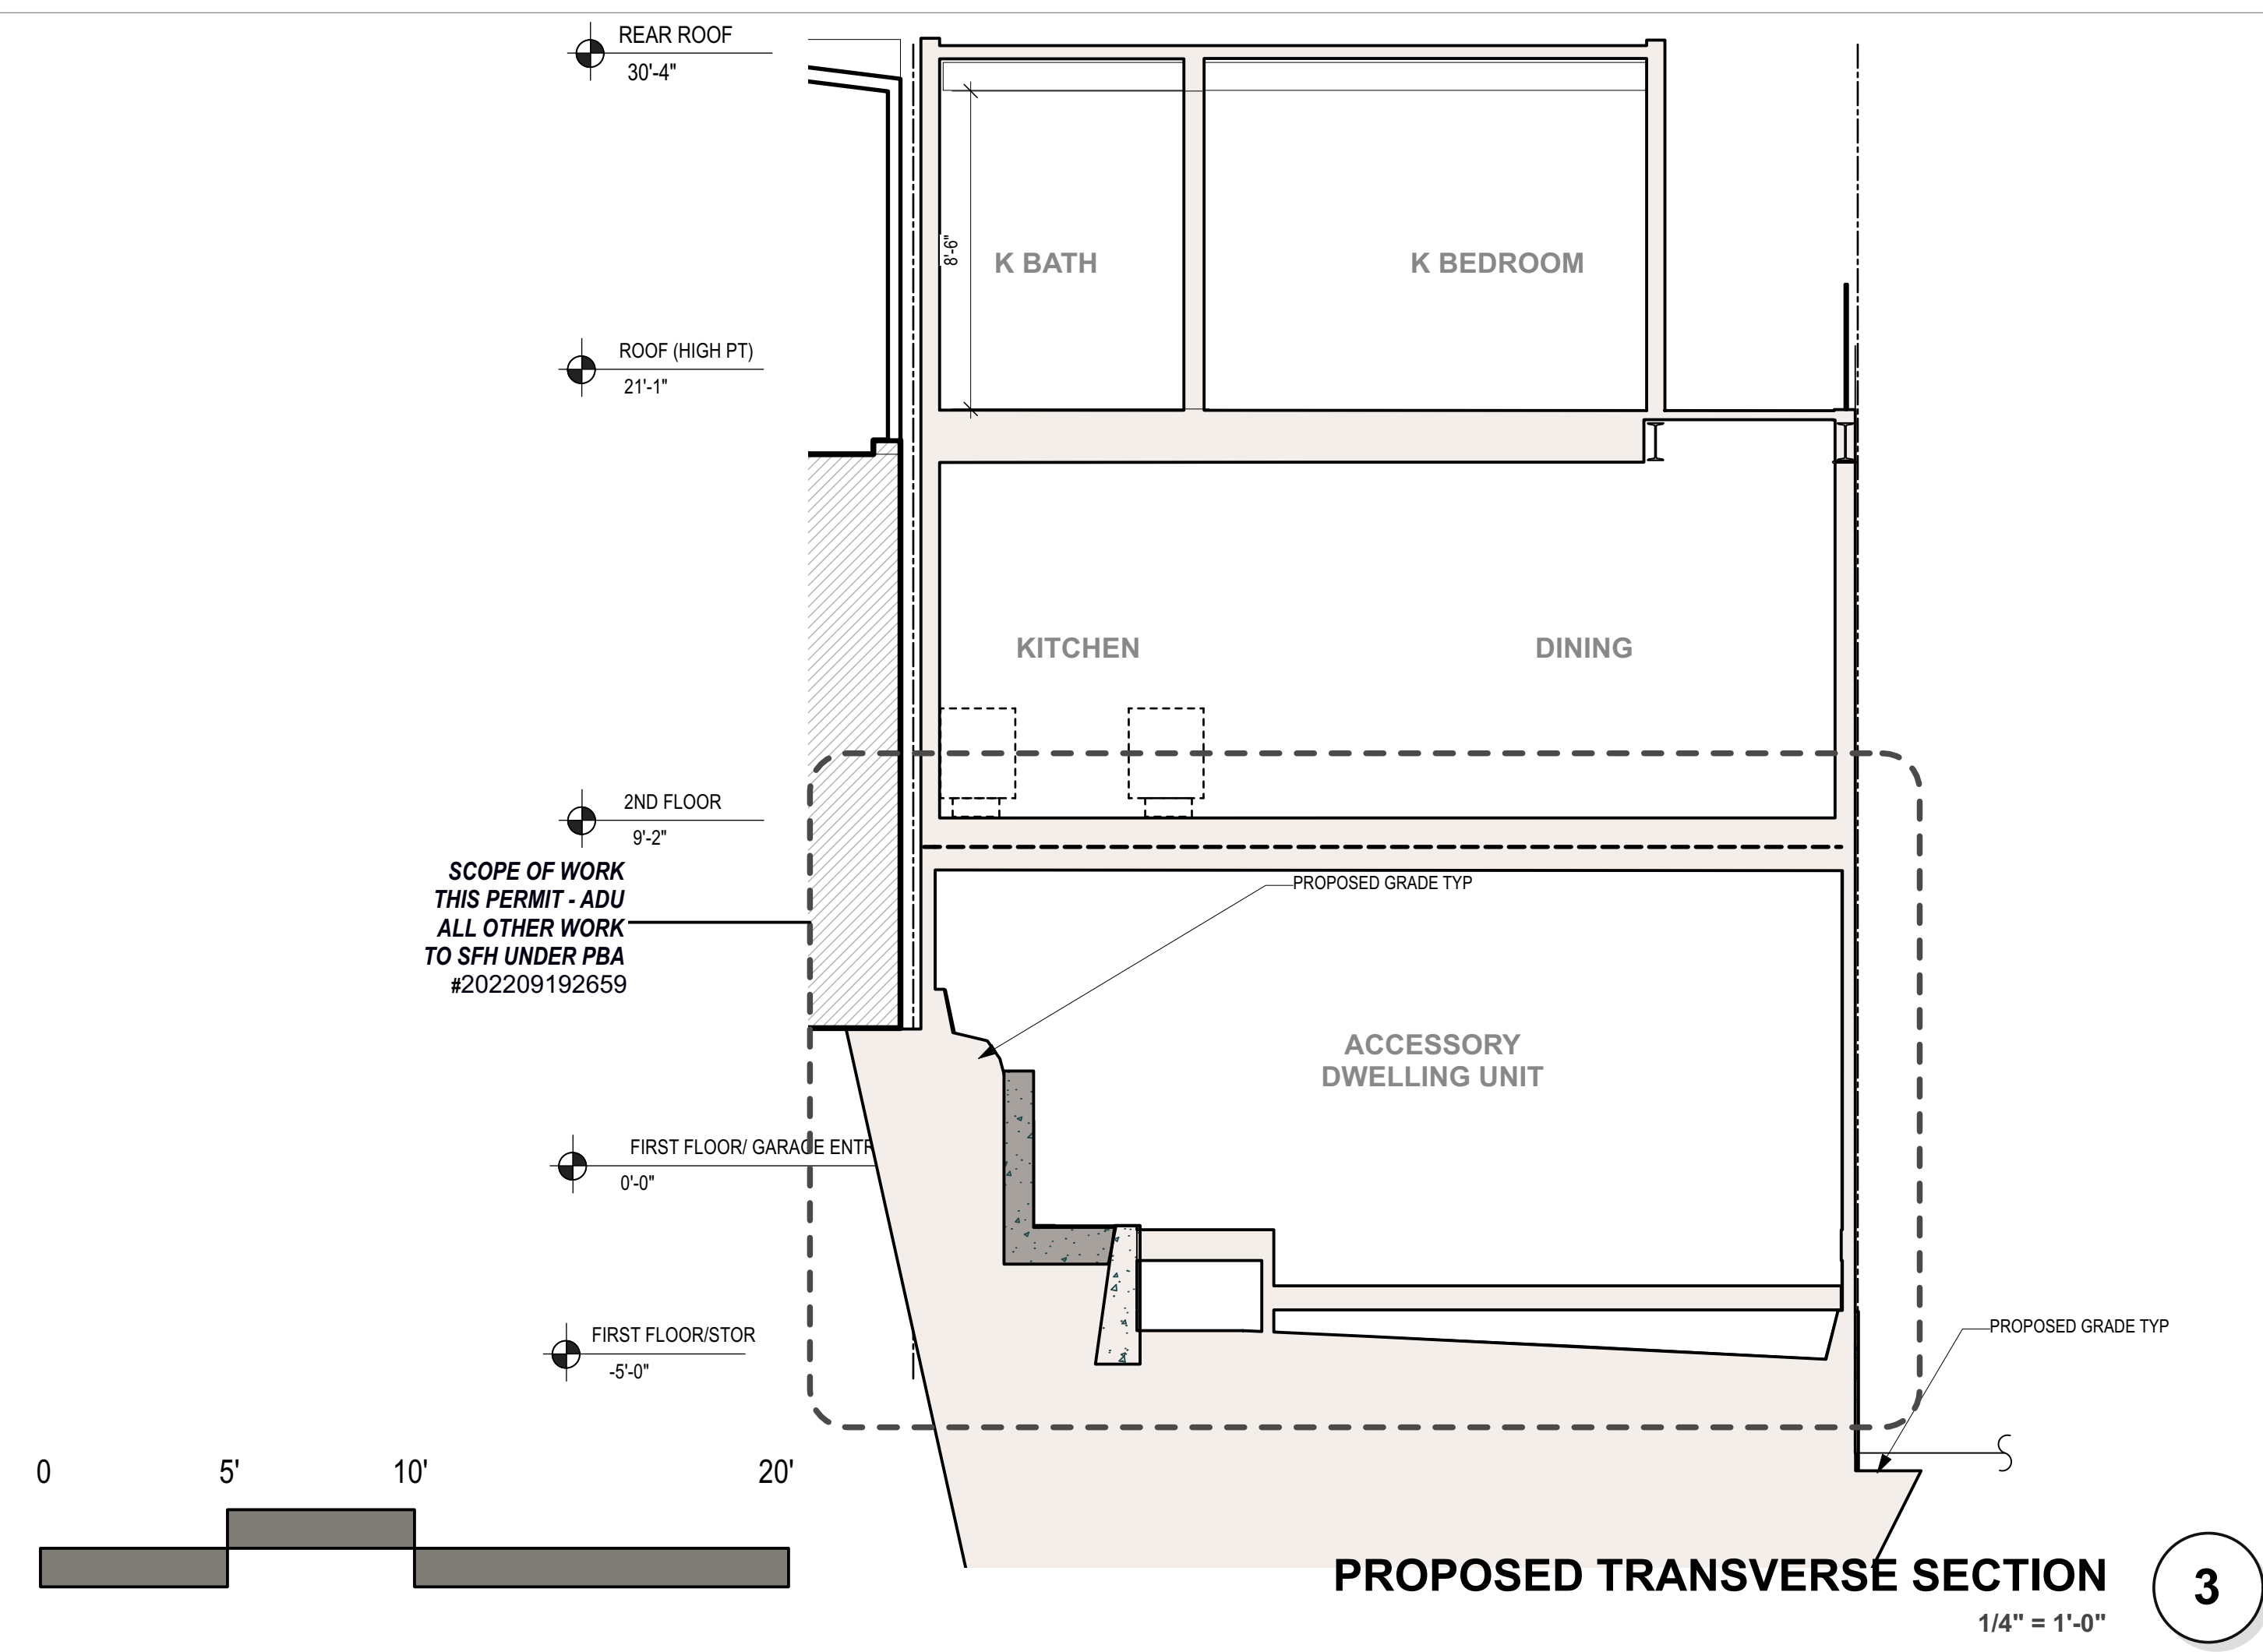 REAR ROOF
30'-4"
8'-6"
K BATH
K BEDROOM
ROOF (HIGH PT)
21'-1"
KITCHEN
DINING
2ND FLOOR
9'-2"
SCOPE OF WORK
THIS PERMIT - ADU
ALL OTHER WORK
TO SFH UNDER PBA
#202209192659
PROPOSED GRADE TYP
ACCESSORY
DWELLING UNIT
FIRST FLOOR/ GARAGE ENTR
0'-0"
FIRST FLOOR/STOR
-5'-0"
PROPOSED GRADE TYP
0 5' 10' 20'
PROPOSED TRANSVERSE SECTION
3
1/4" = 1'-0"